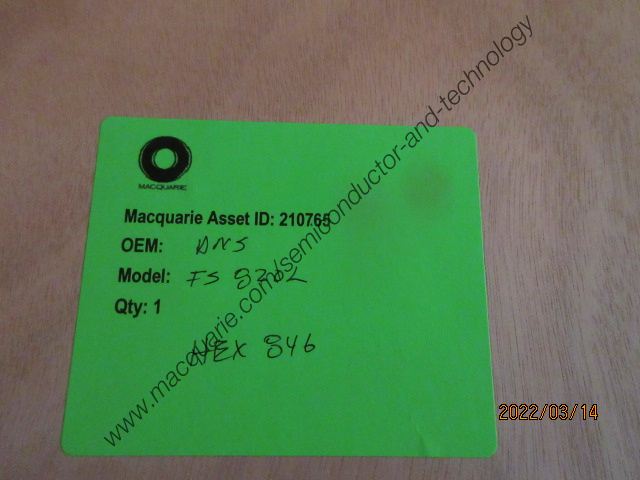 MACQUARIE
Macquarie Asset ID: 210765
OEM: DNS
Model: FS 820L
Qty: 1
HEX 846
www.macquarie.com/semiconductor-and-technology
2022/03/14